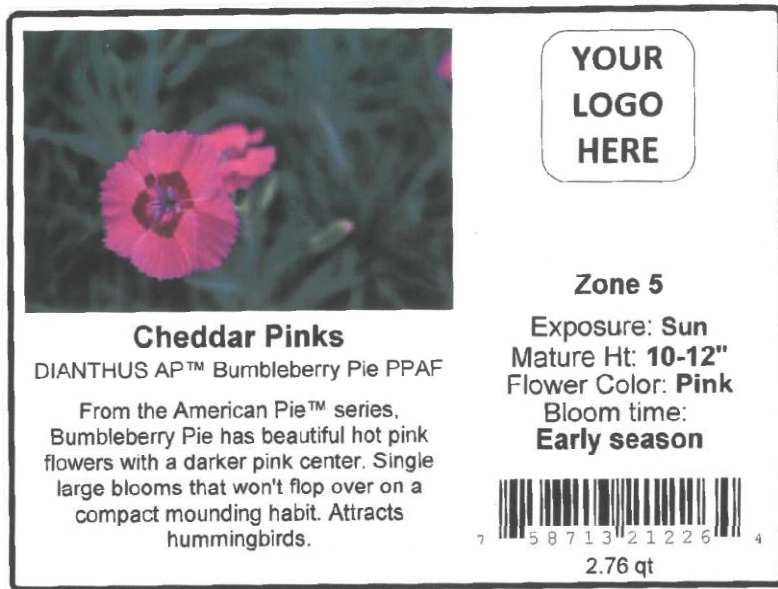 Cheddar Pinks
DIANTHUS AP™ Bumbleberry Pie PPAF
From the American Pie™ series,
Bumbleberry Pie has beautiful hot pink
flowers with a darker pink center. Single
large blooms that won't flop over on a
compact mounding habit. Attracts
hummingbirds.
YOUR
LOGO
HERE
Zone 5
Exposure: Sun
Mature Ht: 10-12"
Flower Color: Pink
Bloom time:
Early season
7 58713 21226 4
2.76 qt